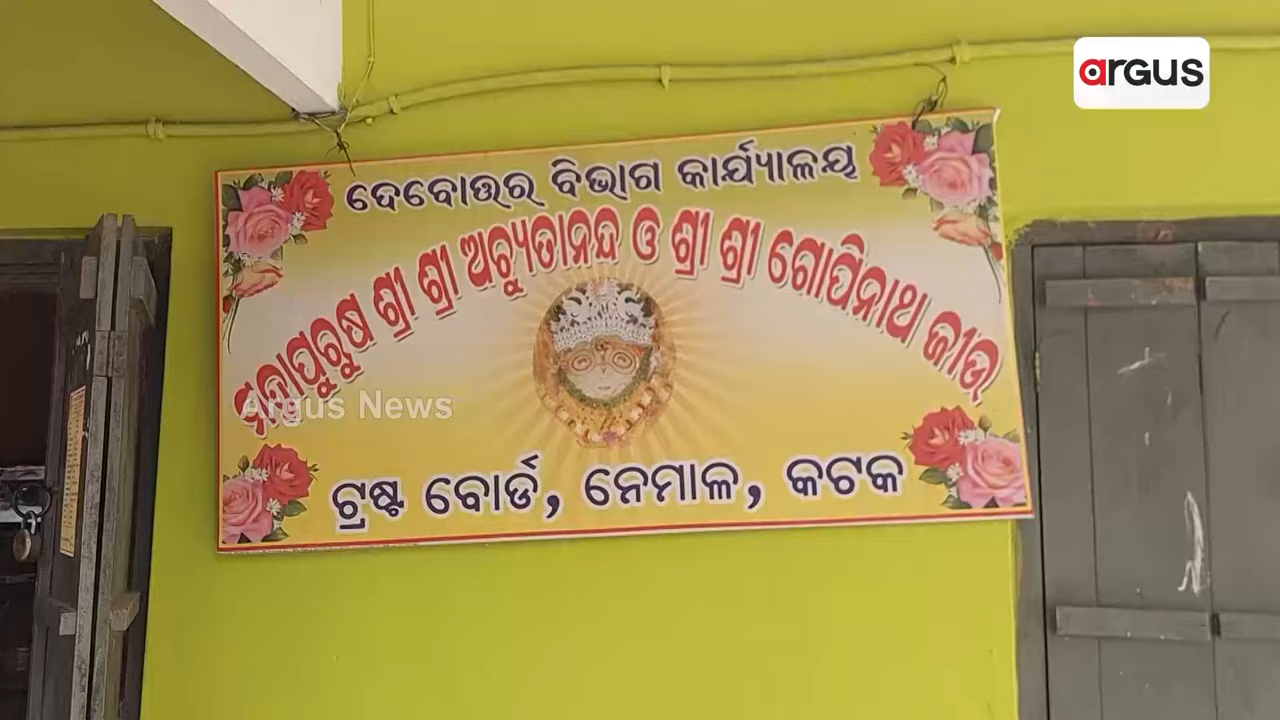 argus
ଦେବୋତ୍ତର ବିଭାଗ କାର୍ଯ୍ୟାଳୟ
ମହାପୁରୁଷ ଶ୍ରୀ ଶ୍ରୀ ଅଚ୍ୟୁତାନନ୍ଦ ଓ ଶ୍ରୀ ଶ୍ରୀ ଗୋପିନାଥ ଜୀଉ
Argus News
ଟ୍ରଷ୍ଟ ବୋର୍ଡ, ନେମାଳ, କଟକ